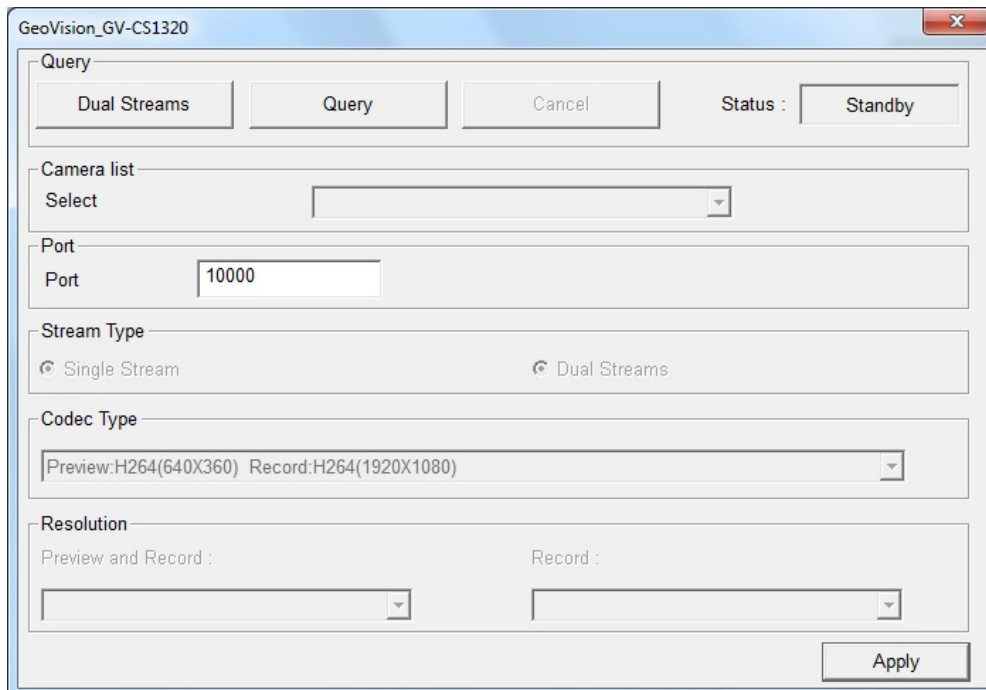 GeoVision_GV-CS1320
Query
Dual Streams Query Cancel Status : Standby
Camera list
Select
Port
Port 10000
Stream Type
Single Stream Dual Streams
Codec Type
Preview:H264(640X360) Record:H264(1920X1080)
Resolution
Preview and Record : Record :
Apply